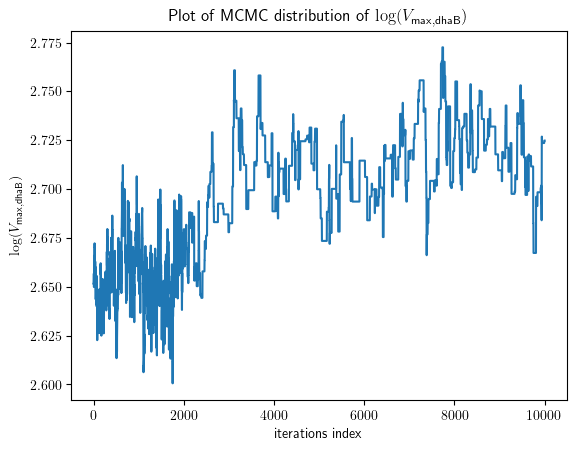 Plot of MCMC distribution of log(V_max,dhaB)
2.775
2.750
2.725
2.700
2.675
2.650
2.625
2.600
log(V_max,dhaB)
0 2000 4000 6000 8000 10000
iterations index